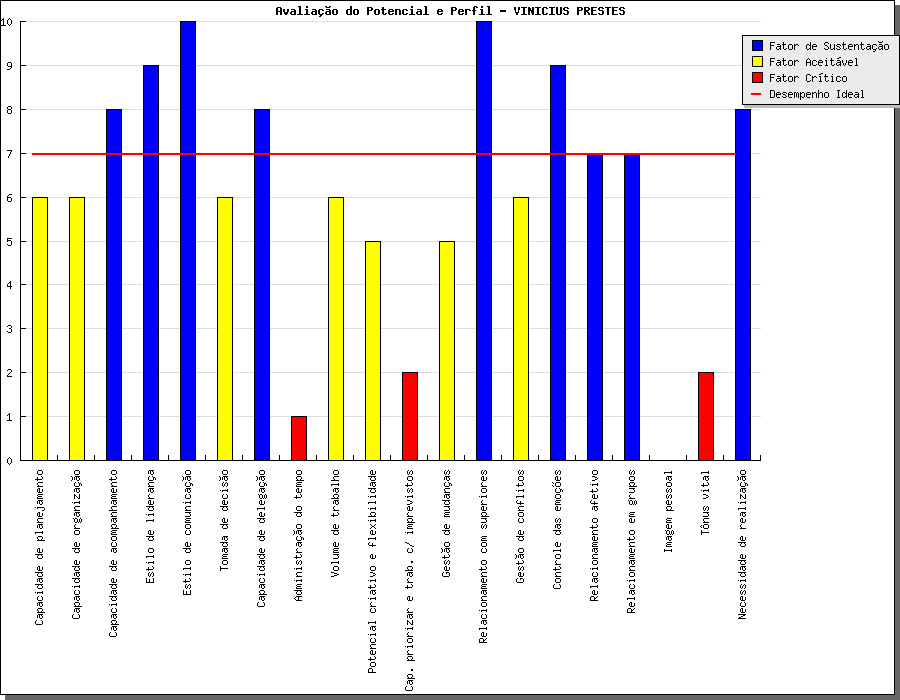 Avaliação do Potencial e Perfil - VINICIUS PRESTES
Fator de Sustentação
Fator Aceitável
Fator Crítico
Desempenho Ideal
10
9
8
7
6
5
4
3
2
1
0
Capacidade de planejamento
Capacidade de organização
Capacidade de acompanhamento
Estilo de liderança
Estilo de comunicação
Tomada de decisão
Capacidade de delegação
Administração do tempo
Volume de trabalho
Potencial criativo e flexibilidade
Cap. priorizar e trab. c/ imprevistos
Gestão de mudanças
Relacionamento com superiores
Gestão de conflitos
Controle das emoções
Relacionamento afetivo
Relacionamento em grupos
Imagem pessoal
Tônus vital
Necessidade de realização